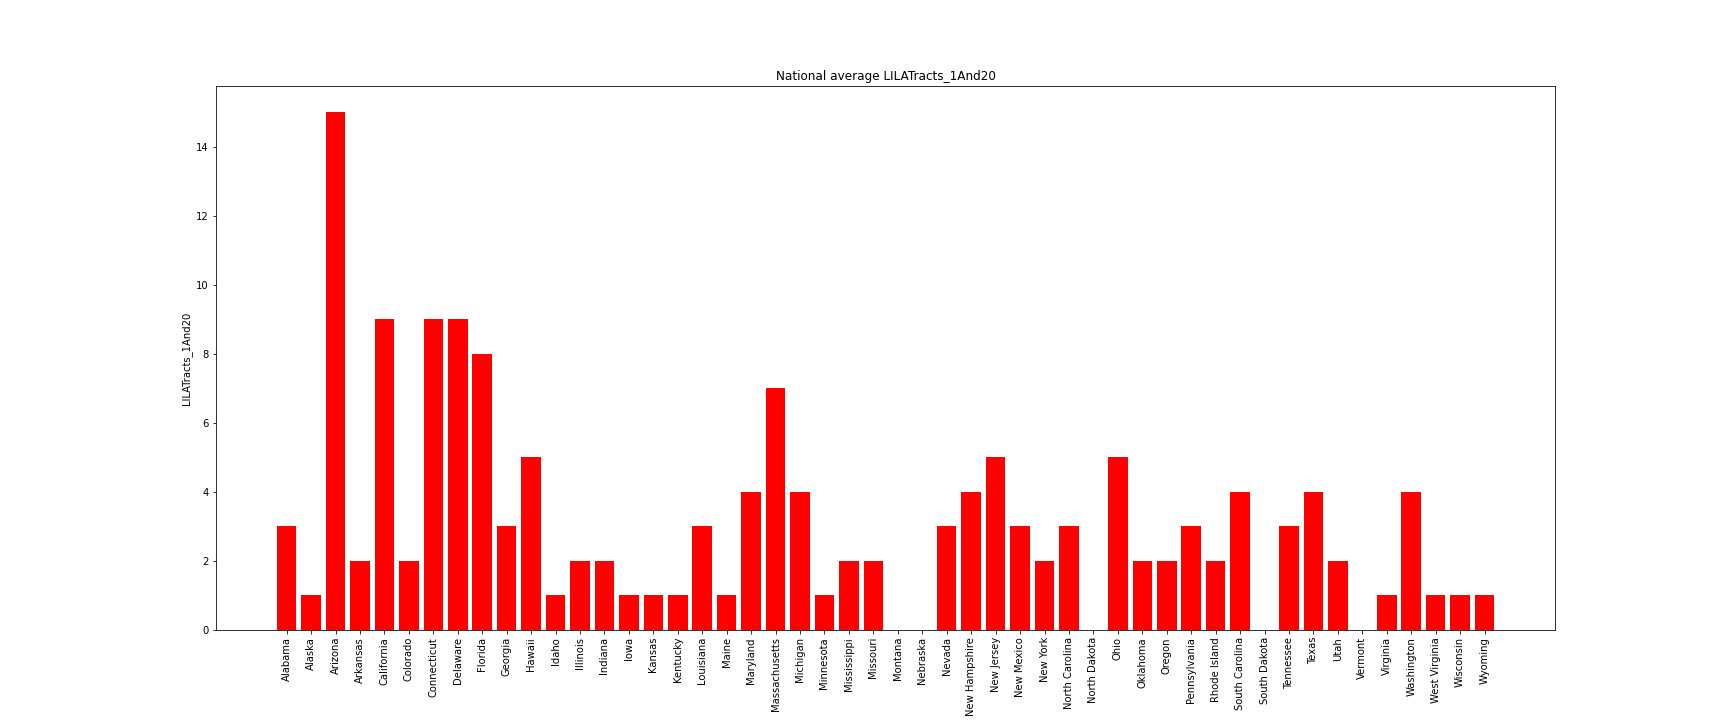 National average LILATracts_1And20
LILATracts_1And20
14
12
10
8
6
4
2
0
Alabama
Alaska
Arizona
Arkansas
California
Colorado
Connecticut
Delaware
Florida
Georgia
Hawaii
Idaho
Illinois
Indiana
Iowa
Kansas
Kentucky
Louisiana
Maine
Maryland
Massachusetts
Michigan
Minnesota
Mississippi
Missouri
Montana
Nebraska
Nevada
New Hampshire
New Jersey
New Mexico
New York
North Carolina
North Dakota
Ohio
Oklahoma
Oregon
Pennsylvania
Rhode Island
South Carolina
South Dakota
Tennessee
Texas
Utah
Vermont
Virginia
Washington
West Virginia
Wisconsin
Wyoming